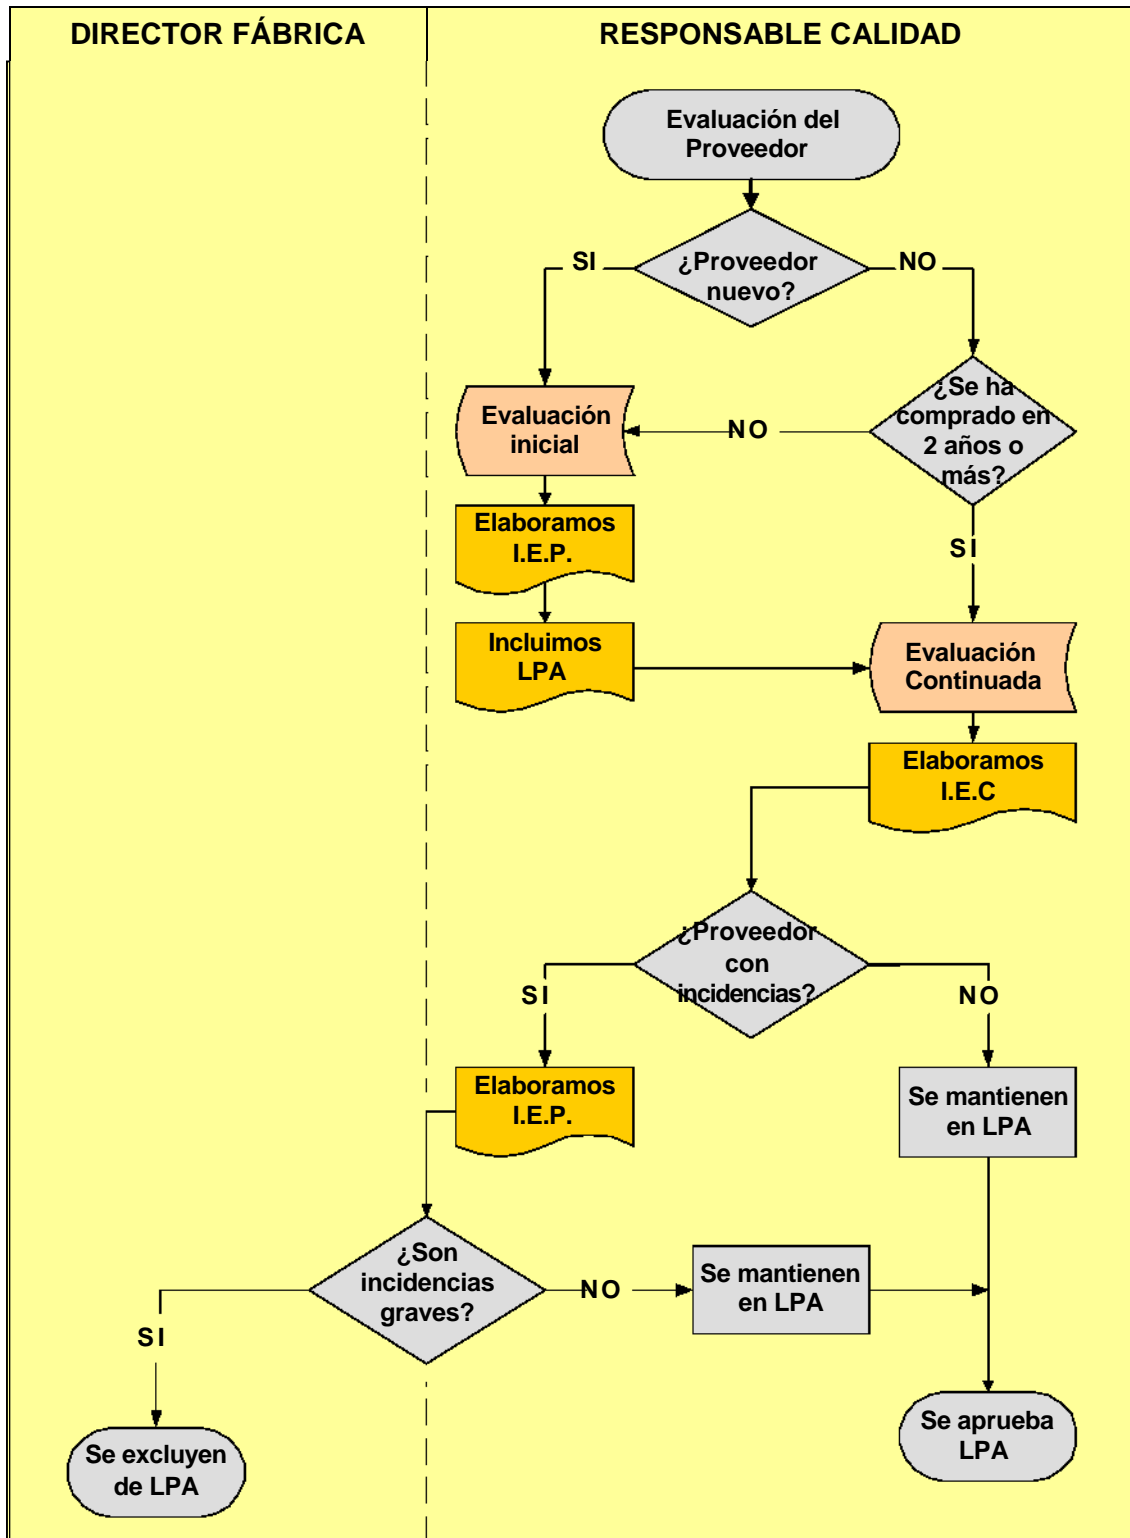 DIRECTOR FÁBRICA
RESPONSABLE CALIDAD
Evaluación del
Proveedor
¿Proveedor
nuevo?
SI
NO
¿Se ha
comprado en
2 años o
más?
NO
Evaluación
inicial
Elaboramos
I.E.P.
SI
Incluimos
LPA
Evaluación
Continuada
Elaboramos
I.E.C
¿Proveedor
con
incidencias?
SI
NO
Elaboramos
I.E.P.
Se mantienen
en LPA
¿Son
incidencias
graves?
NO
Se mantienen
en LPA
SI
Se excluyen
de LPA
Se aprueba
LPA